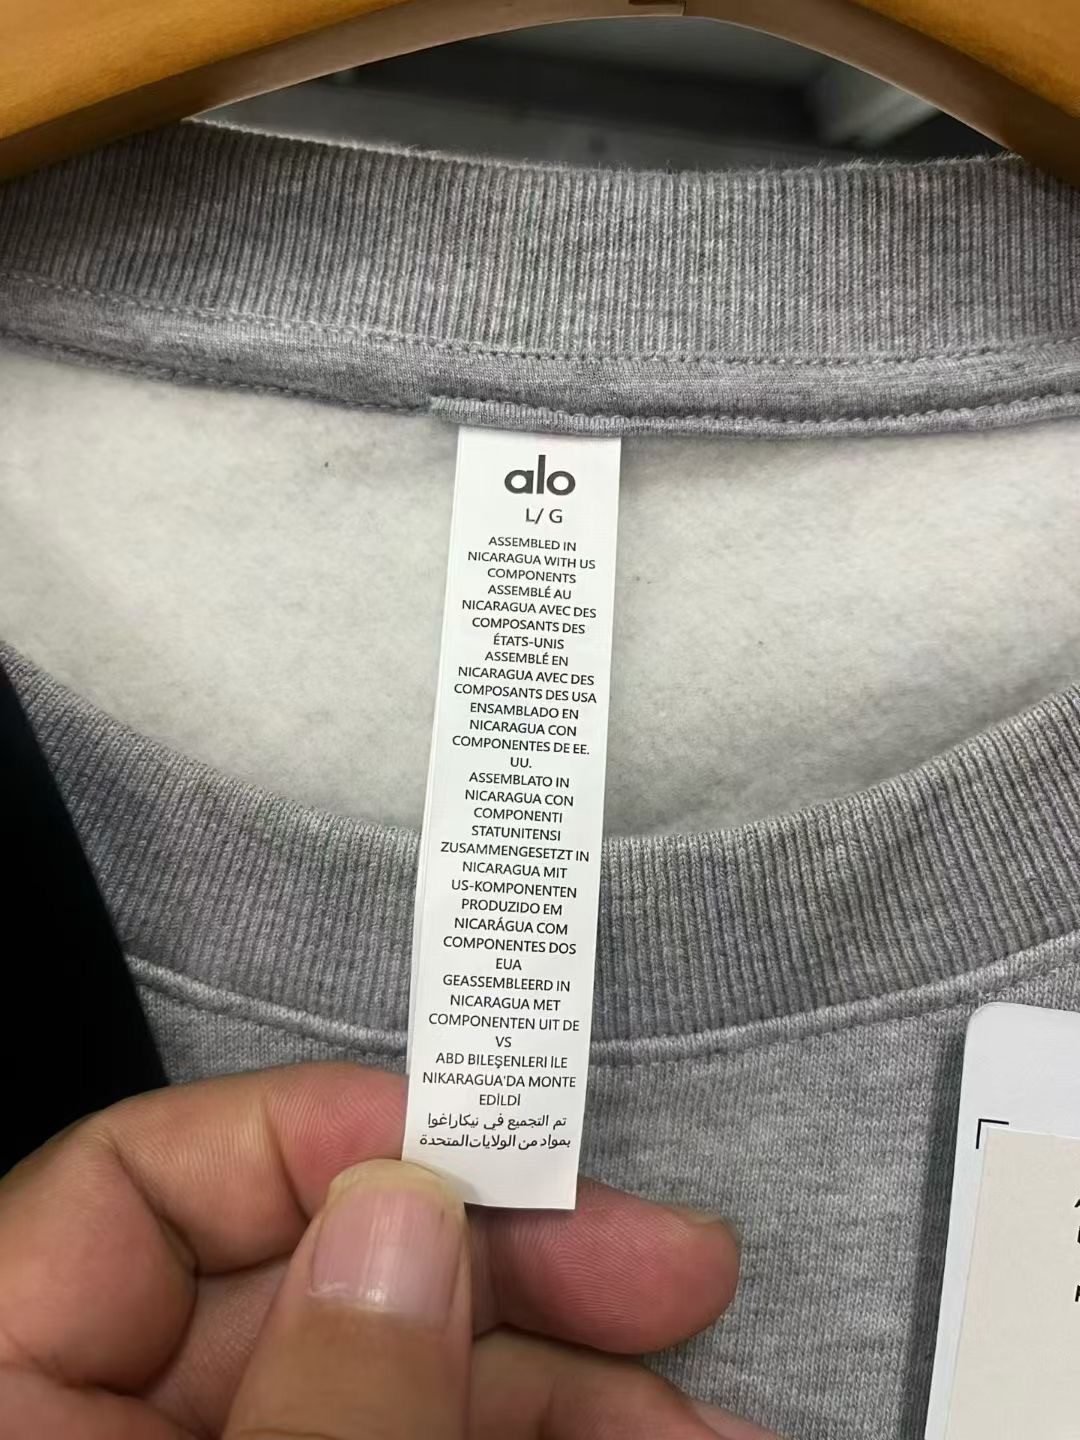 alo
L/ G
ASSEMBLED IN
NICARAGUA WITH US
COMPONENTS
ASSEMBLÉ AU
NICARAGUA AVEC DES
COMPOSANTS DES
ÉTATS-UNIS
ASSEMBLÉ EN
NICARAGUA AVEC DES
COMPOSANTS DES USA
ENSAMBLADO EN
NICARAGUA CON
COMPONENTES DE EE.
UU.
ASSEMBLATO IN
NICARAGUA CON
COMPONENTI
STATUNITENSI
ZUSAMMENGESETZT IN
NICARAGUA MIT
US-KOMPONENTEN
PRODUZIDO EM
NICARÁGUA COM
COMPONENTES DOS
EUA
GEASSEMBLEERD IN
NICARAGUA MET
COMPONENTEN UIT DE
VS
ABD BILEŞENLERİ İLE
NIKARAGUA'DA MONTE
EDİLDİ
تم التجميع في نيكاراغوا
بمواد من الولايات المتحدة